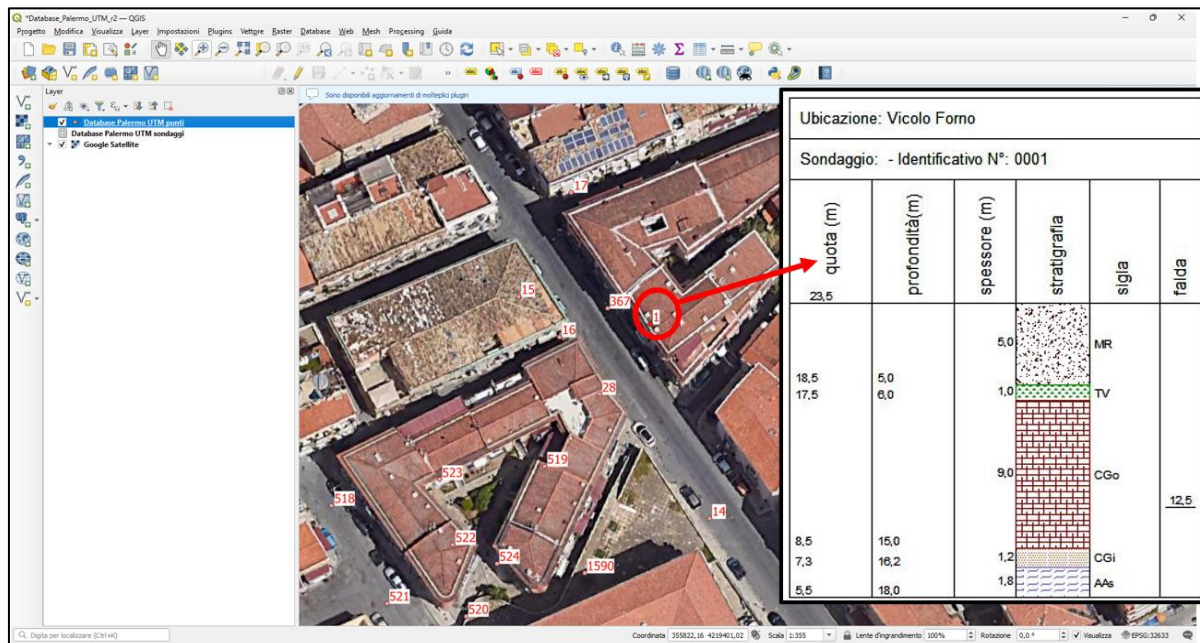 *Database_Palermo_UTM_r2 — QGIS
Progetto Modifica Visualizza Layer Impostazioni Plugins Vettore Raster Database Web Mesh Processing Guida
Layer
Sono disponibili aggiornamenti di molteplici plugin
Database Palermo UTM punti
Database Palermo UTM sondaggi
Google Satellite
17
15
367
1
16
28
519
523
518
14
522
524
1590
521
520
Ubicazione: Vicolo Forno
Sondaggio: - Identificativo N°: 0001
quota (m) profondità(m) spessore (m) stratigrafia sigla falda
23,5
5,0 MR
18,5 5,0
17,5 6,0 1,0 TV
9,0 CGo
12,5
8,5 15,0
7,3 16,2 1,2 CGi
1,8 AAs
5,5 18,0
Digita per localizzare (Ctrl+K) Coordinata 355822,16 4219401,02 Scala 1:355 Lente d'ingrandimento 100% Rotazione 0,0 ° Visualizza EPSG:32633